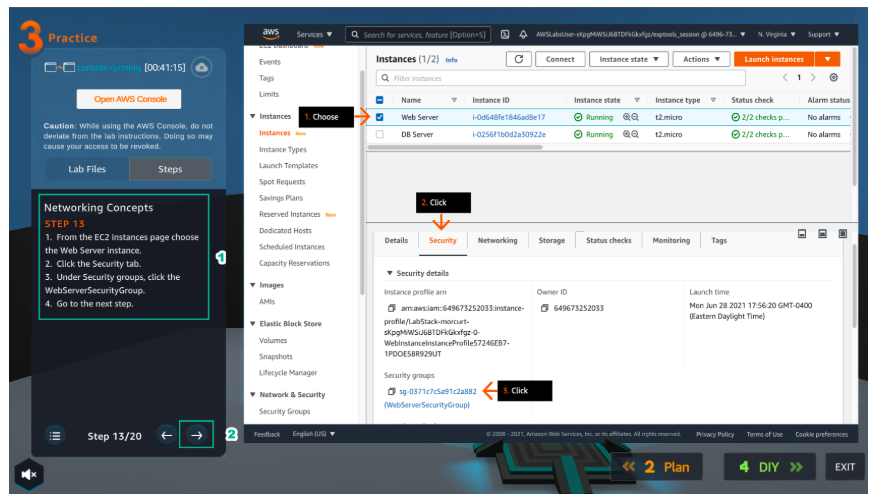 3 Practice
console running [00:41:15]
Open AWS Console
Caution: While using the AWS Console, do not
deviate from the lab instructions. Doing so may
cause your access to be revoked.
Lab Files Steps
Networking Concepts
STEP 13
1. From the EC2 instances page choose
the Web Server instance.
2. Click the Security tab.
3. Under Security groups, click the
WebServerSecurityGroup.
4. Go to the next step.
1
Step 13/20
2
aws Services ▼ Search for services, feature [Option+S] N. Virginia ▼ Support ▼
EC2 Dashboard New
Events
Tags
Limits
▼ Instances
Instances New
Instance Types
Launch Templates
Spot Requests
Savings Plans
Reserved Instances New
Dedicated Hosts
Scheduled Instances
Capacity Reservations
▼ Images
AMIs
▼ Elastic Block Store
Volumes
Snapshots
Lifecycle Manager
▼ Network & Security
Security Groups
1. Choose
Instances (1/2) Info Connect Instance state ▼ Actions ▼ Launch instances ▼
Filter instances < 1 >
Name Instance ID Instance state Instance type Status check Alarm status
Web Server i-0d648fe1846ad8e17 Running t2.micro 2/2 checks p... No alarms
DB Server i-0256f1b0d2a30922e Running t2.micro 2/2 checks p... No alarms
2. Click
Details Security Networking Storage Status checks Monitoring Tags
▼ Security details
Instance profile arn
arn:aws:iam::649673252033:instance-
profile/LabStack-morcurt-
sKpgMiWSiJ6BTDFkGkxfgz-0-
WebInstanceInstanceProfile57246EB7-
1PDOES8R929UT
Owner ID
649673252033
Launch time
Mon Jun 28 2021 17:56:20 GMT-0400
(Eastern Daylight Time)
Security groups
sg-0371c7c5a91c2a882
(WebServerSecurityGroup)
3. Click
Feedback English (US) ▼ © 2008 - 2021, Amazon Web Services, Inc. or its affiliates. All rights reserved. Privacy Policy Terms of Use Cookie preferences
2 Plan
4 DIY
EXIT